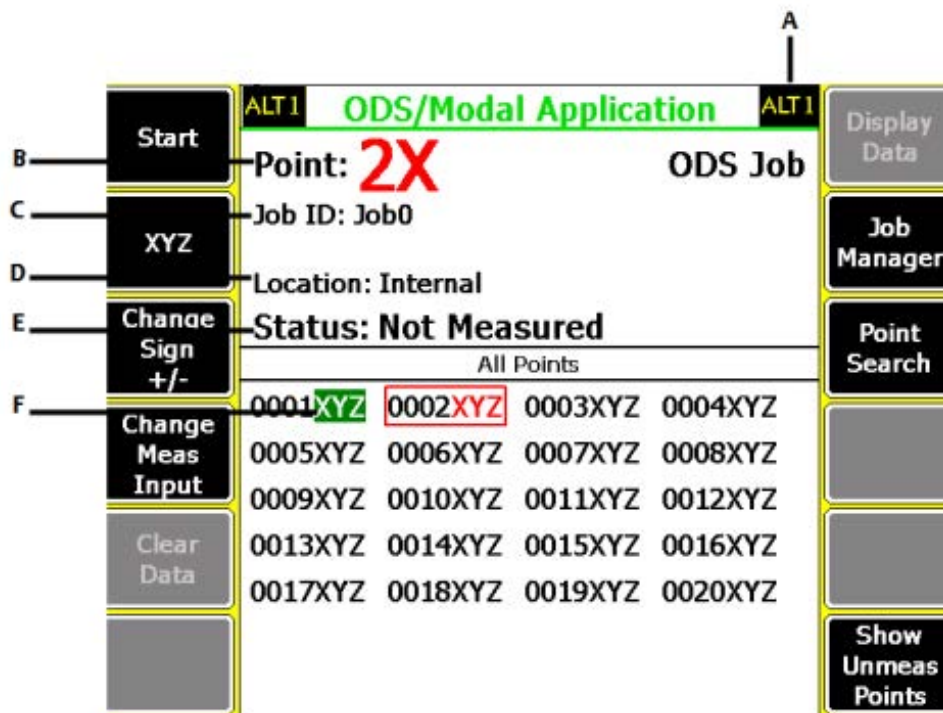 A
ALT1 ODS/Modal Application ALT1
B
C
D
E
F
Start
XYZ
Change
Sign
+/-
Change
Meas
Input
Clear
Data
Point: 2X ODS Job
Job ID: Job0
Location: Internal
Status: Not Measured
All Points
0001XYZ 0002XYZ 0003XYZ 0004XYZ
0005XYZ 0006XYZ 0007XYZ 0008XYZ
0009XYZ 0010XYZ 0011XYZ 0012XYZ
0013XYZ 0014XYZ 0015XYZ 0016XYZ
0017XYZ 0018XYZ 0019XYZ 0020XYZ
Display
Data
Job
Manager
Point
Search
Show
Unmeas
Points